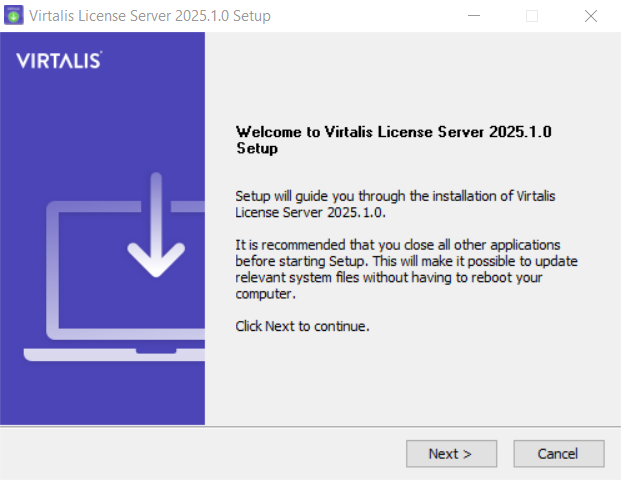 Virtalis License Server 2025.1.0 Setup
VIRTALIS
Welcome to Virtalis License Server 2025.1.0
Setup
Setup will guide you through the installation of Virtalis
License Server 2025.1.0.
It is recommended that you close all other applications
before starting Setup. This will make it possible to update
relevant system files without having to reboot your
computer.
Click Next to continue.
Next >
Cancel